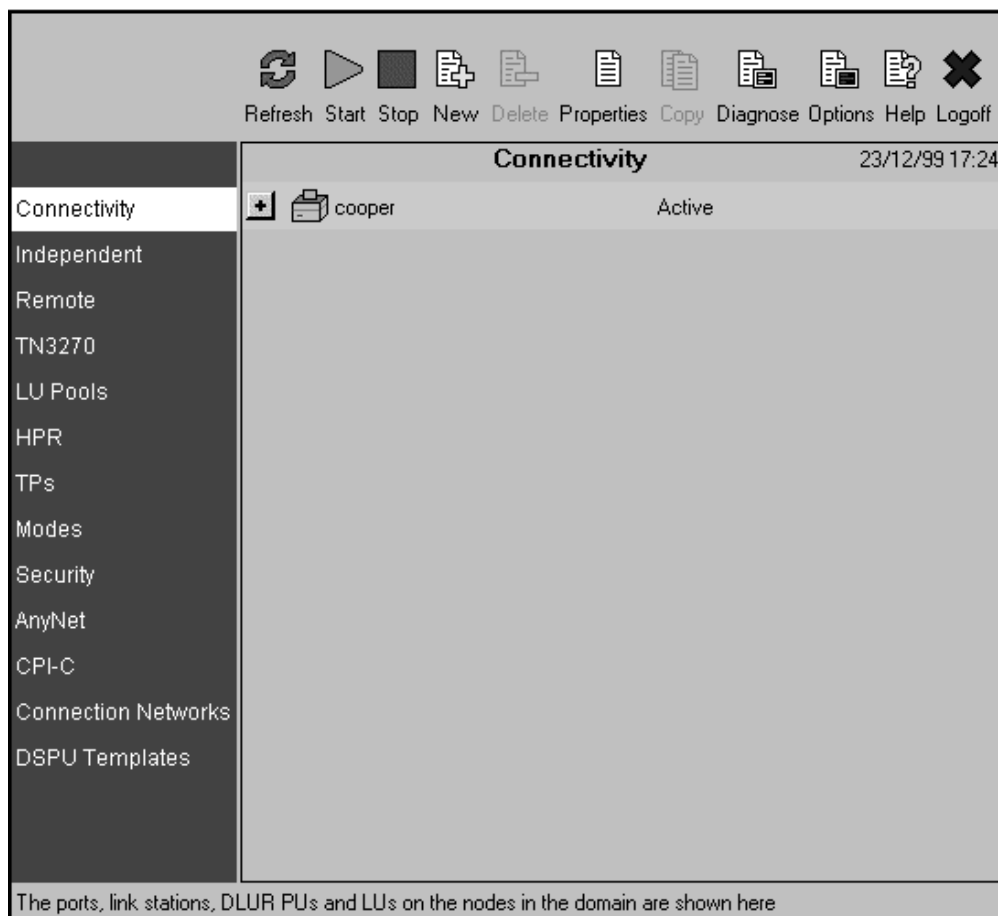 Refresh Start Stop New Delete Properties Copy Diagnose Options Help Logoff
Connectivity 23/12/99 17:24
Connectivity
cooper Active
Independent
Remote
TN3270
LU Pools
HPR
TPs
Modes
Security
AnyNet
CPI-C
Connection Networks
DSPU Templates
The ports, link stations, DLUR PUs and LUs on the nodes in the domain are shown here